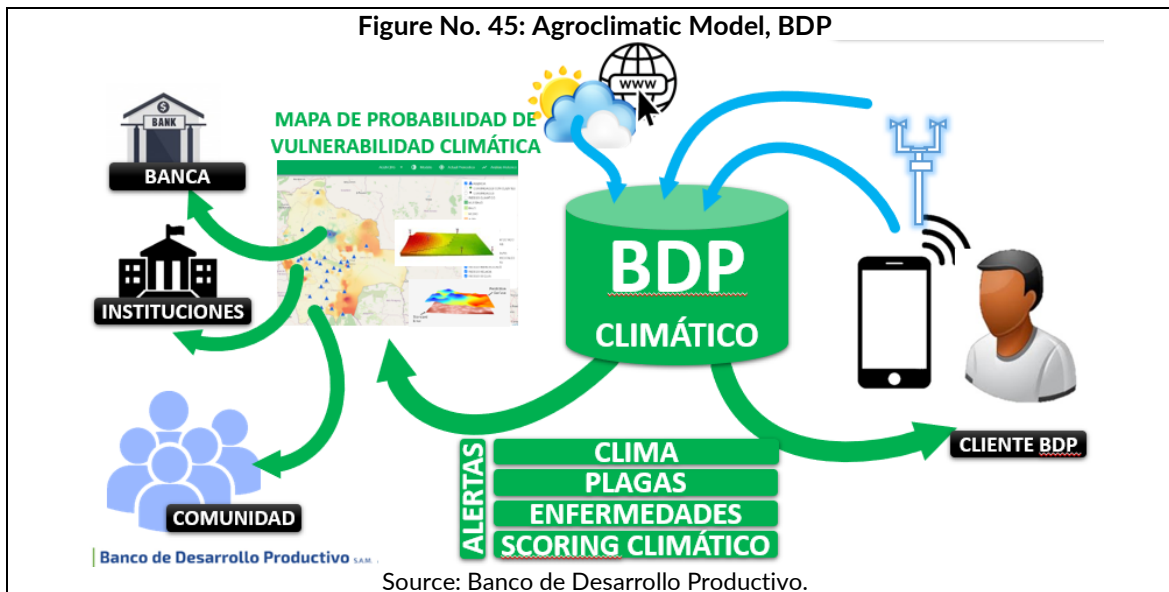 Figure No. 45: Agroclimatic Model, BDP
BANK
BANCA
MAPA DE PROBABILIDAD DE
VULNERABILIDAD CLIMÁTICA
WWW
INSTITUCIONES
BDP
CLIMÁTICO
COMUNIDAD
CLIENTE BDP
ALERTAS
CLIMA
PLAGAS
ENFERMEDADES
SCORING CLIMÁTICO
Banco de Desarrollo Productivo S.A.M.
Source: Banco de Desarrollo Productivo.